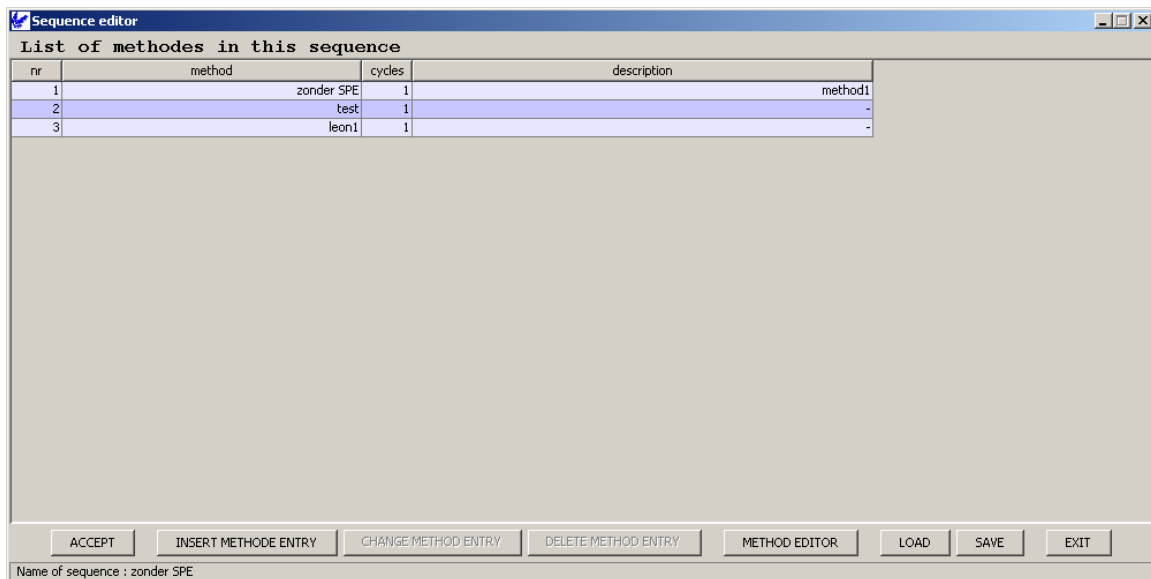 Sequence editor
List of methodes in this sequence
nr method cycles description
1 zonder SPE 1 method1
2 test 1 -
3 leon1 1 -
ACCEPT INSERT METHODE ENTRY CHANGE METHOD ENTRY DELETE METHOD ENTRY METHOD EDITOR LOAD SAVE EXIT
Name of sequence : zonder SPE